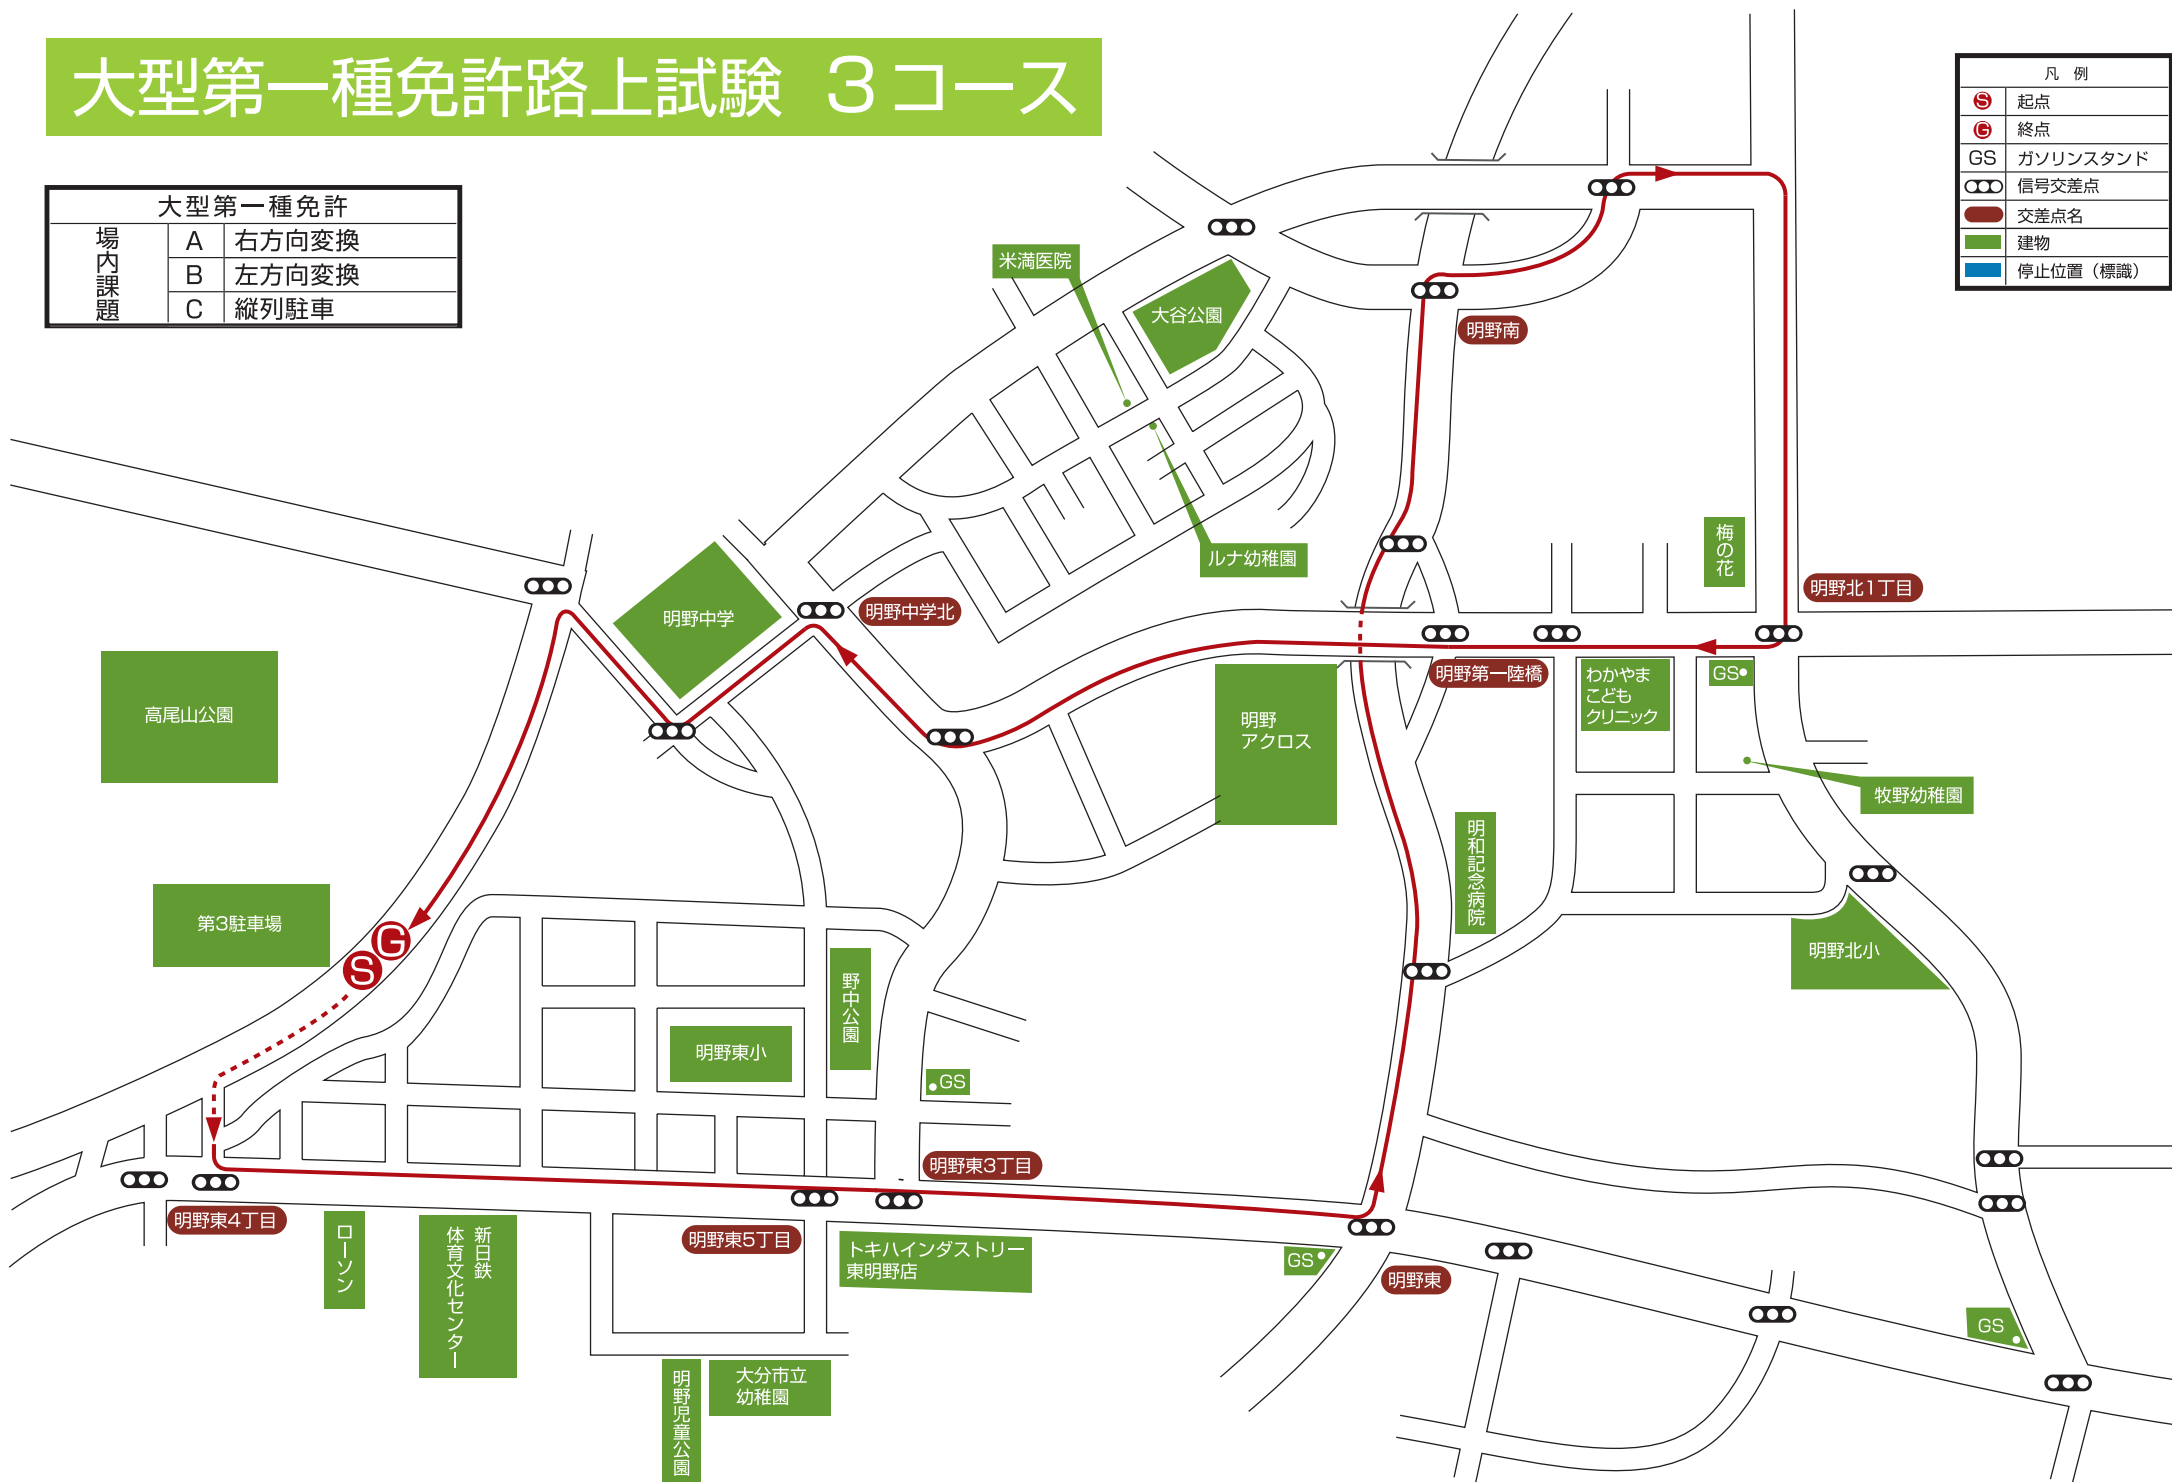 大型第一種免許路上試験 3コース
大型第一種免許
場内課題
A 右方向変換
B 左方向変換
C 縦列駐車
凡 例
S 起点
G 終点
GS ガソリンスタンド
信号交差点
交差点名
建物
停止位置（標識）
米満医院
大谷公園
明野南
ルナ幼稚園
梅の花
明野北1丁目
明野中学
明野中学北
高尾山公園
明野
アクロス
明野第一陸橋
わかやま
こども
クリニック
GS
牧野幼稚園
明和記念病院
第3駐車場
G
S
野中公園
明野北小
明野東小
GS
明野東3丁目
明野東4丁目
ローソン
新日鉄
体育文化センター
明野東5丁目
トキハインダストリー
東明野店
GS
明野東
GS
明野児童公園
大分市立
幼稚園